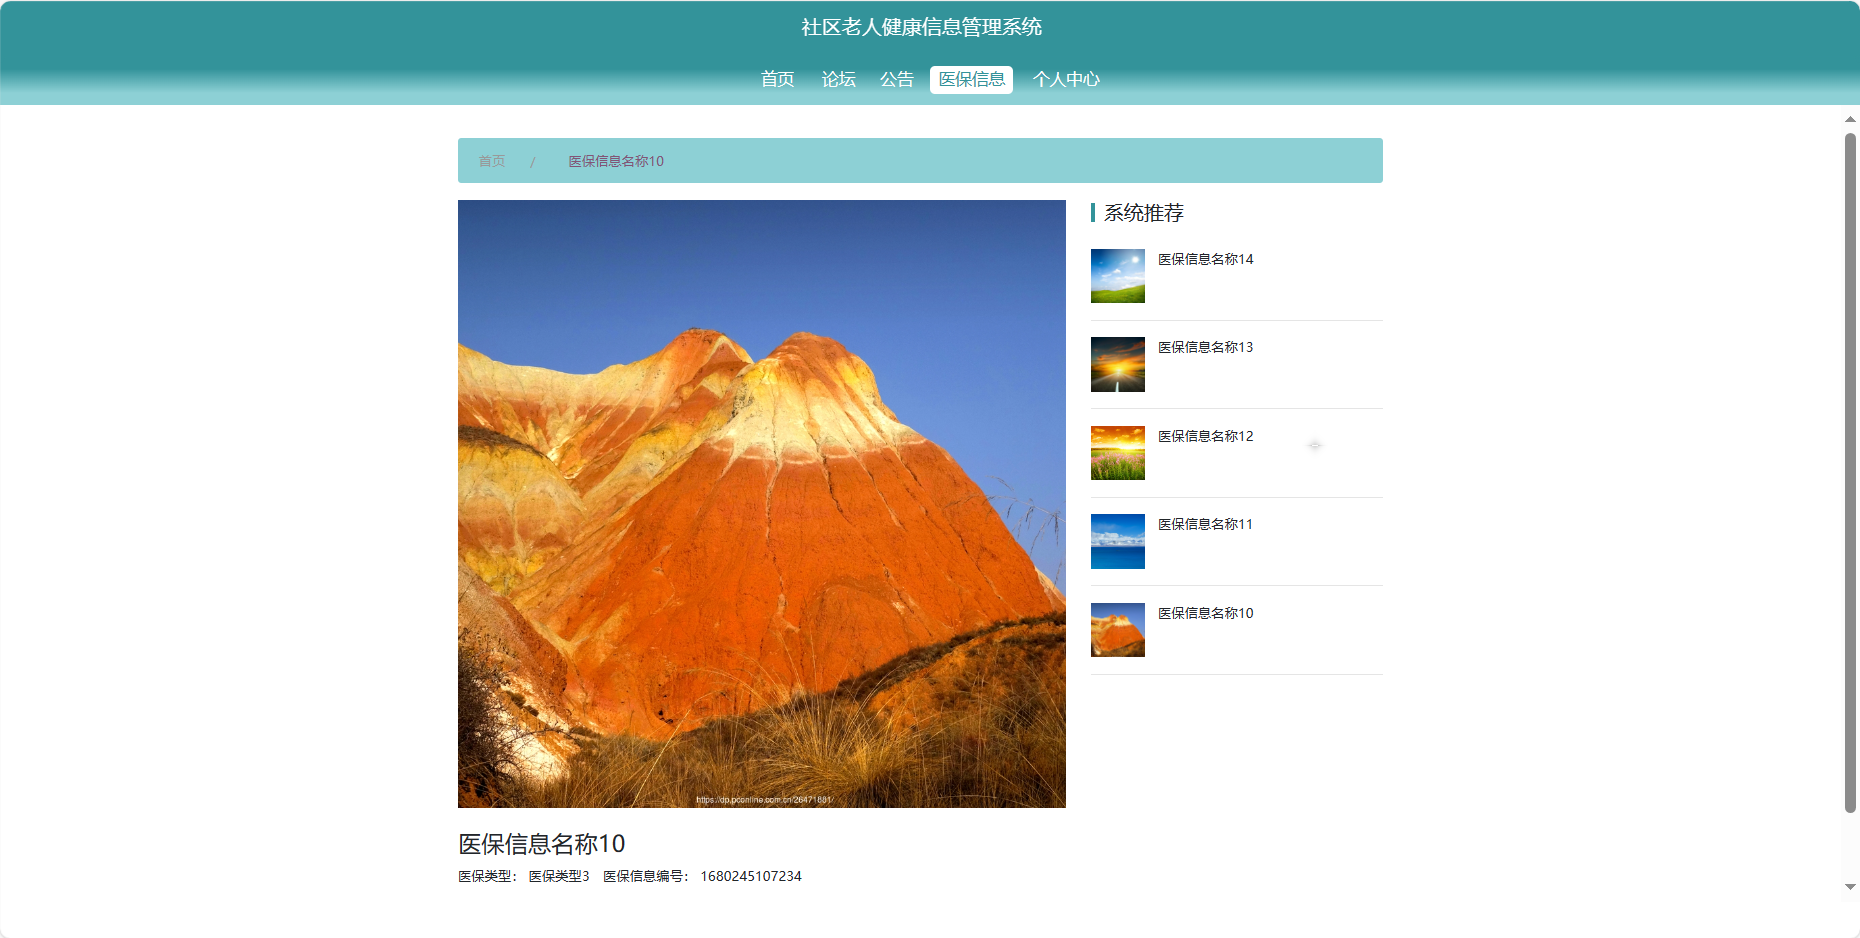 社区老人健康信息管理系统
首页 论坛 公告 医保信息 个人中心
首页 / 医保信息名称10
系统推荐
医保信息名称14
医保信息名称13
医保信息名称12
医保信息名称11
医保信息名称10
https://dp.pconline.com.cn/26471881/
医保信息名称10
医保类型： 医保类型3 医保信息编号： 1680245107234